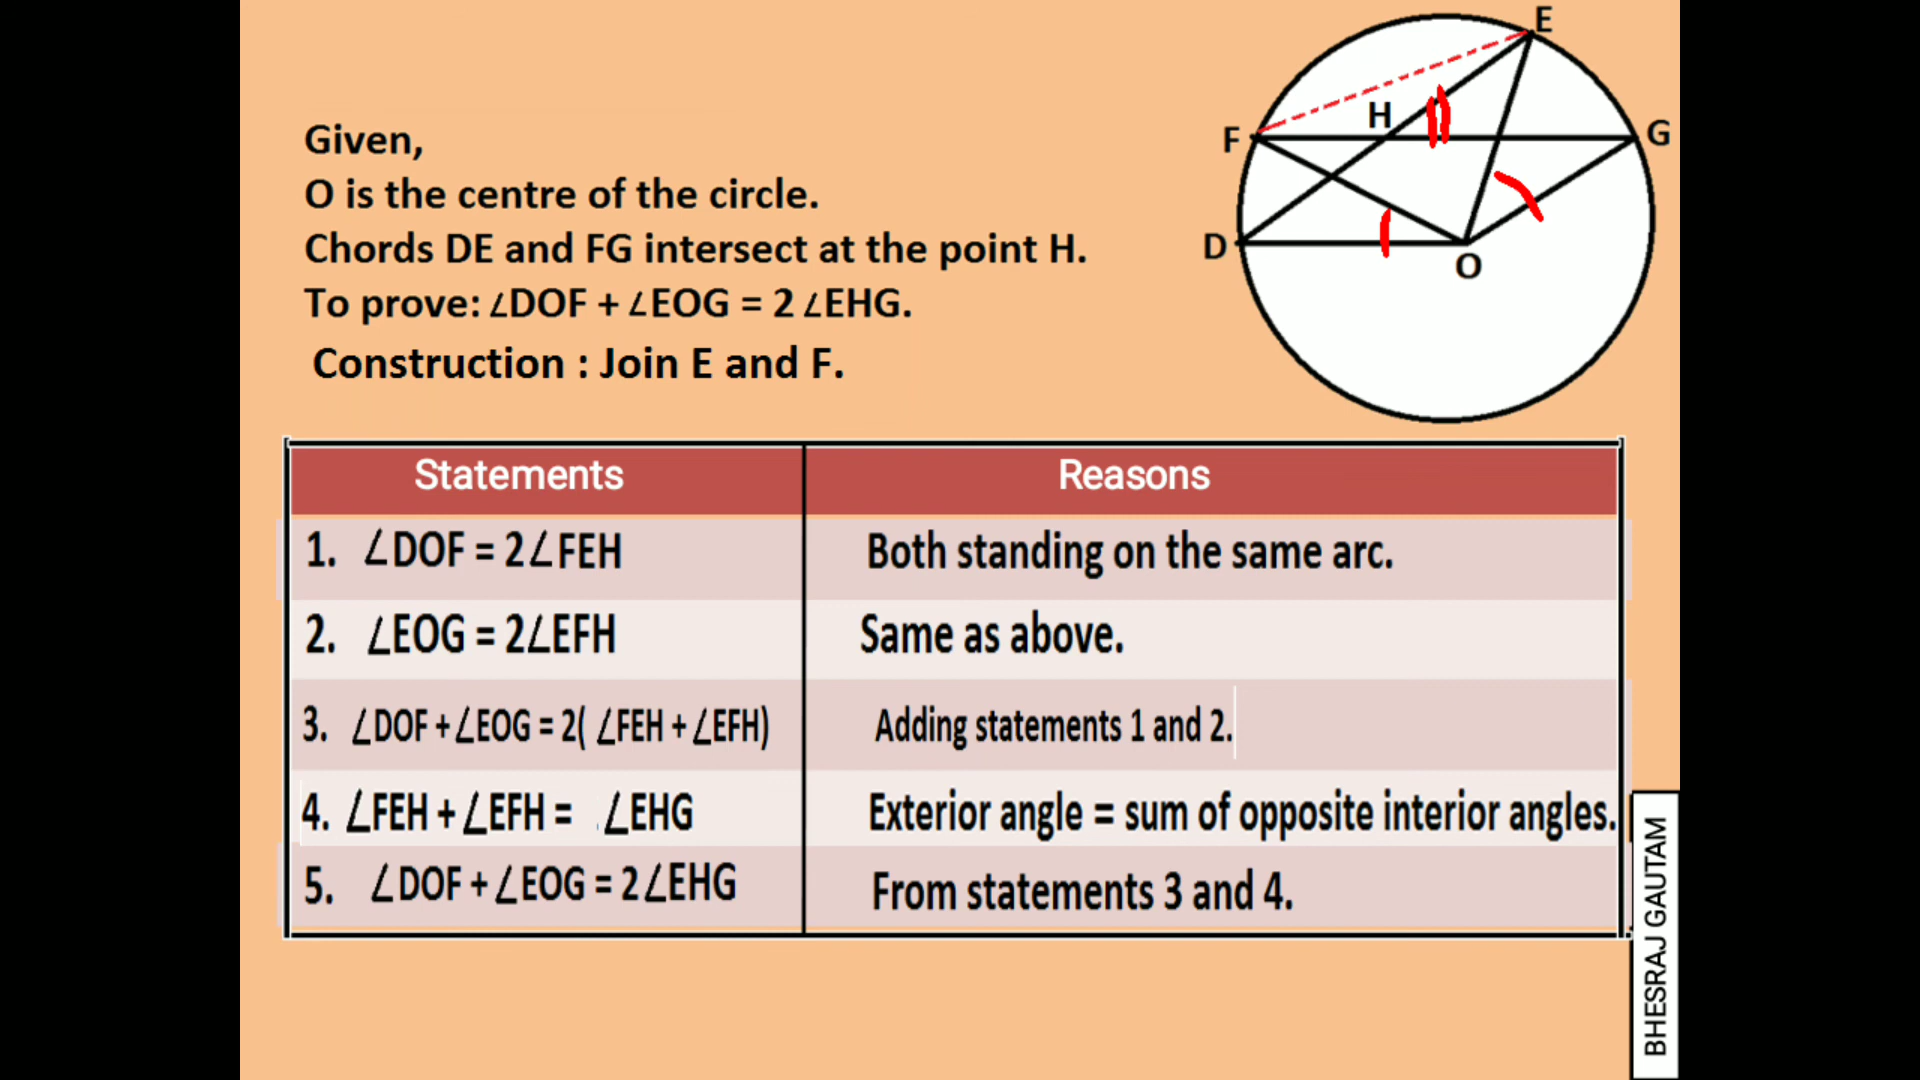 Given,
O is the centre of the circle.
Chords DE and FG intersect at the point H.
To prove: ∠DOF + ∠EOG = 2 ∠EHG.
Construction : Join E and F.
E
F
H
G
D
O
Statements
Reasons
1. ∠DOF = 2∠FEH
Both standing on the same arc.
2. ∠EOG = 2∠EFH
Same as above.
3. ∠DOF + ∠EOG = 2( ∠FEH + ∠EFH)
Adding statements 1 and 2.
4. ∠FEH + ∠EFH = ∠EHG
Exterior angle = sum of opposite interior angles.
5. ∠DOF + ∠EOG = 2∠EHG
From statements 3 and 4.
BHESRAJ GAUTAM